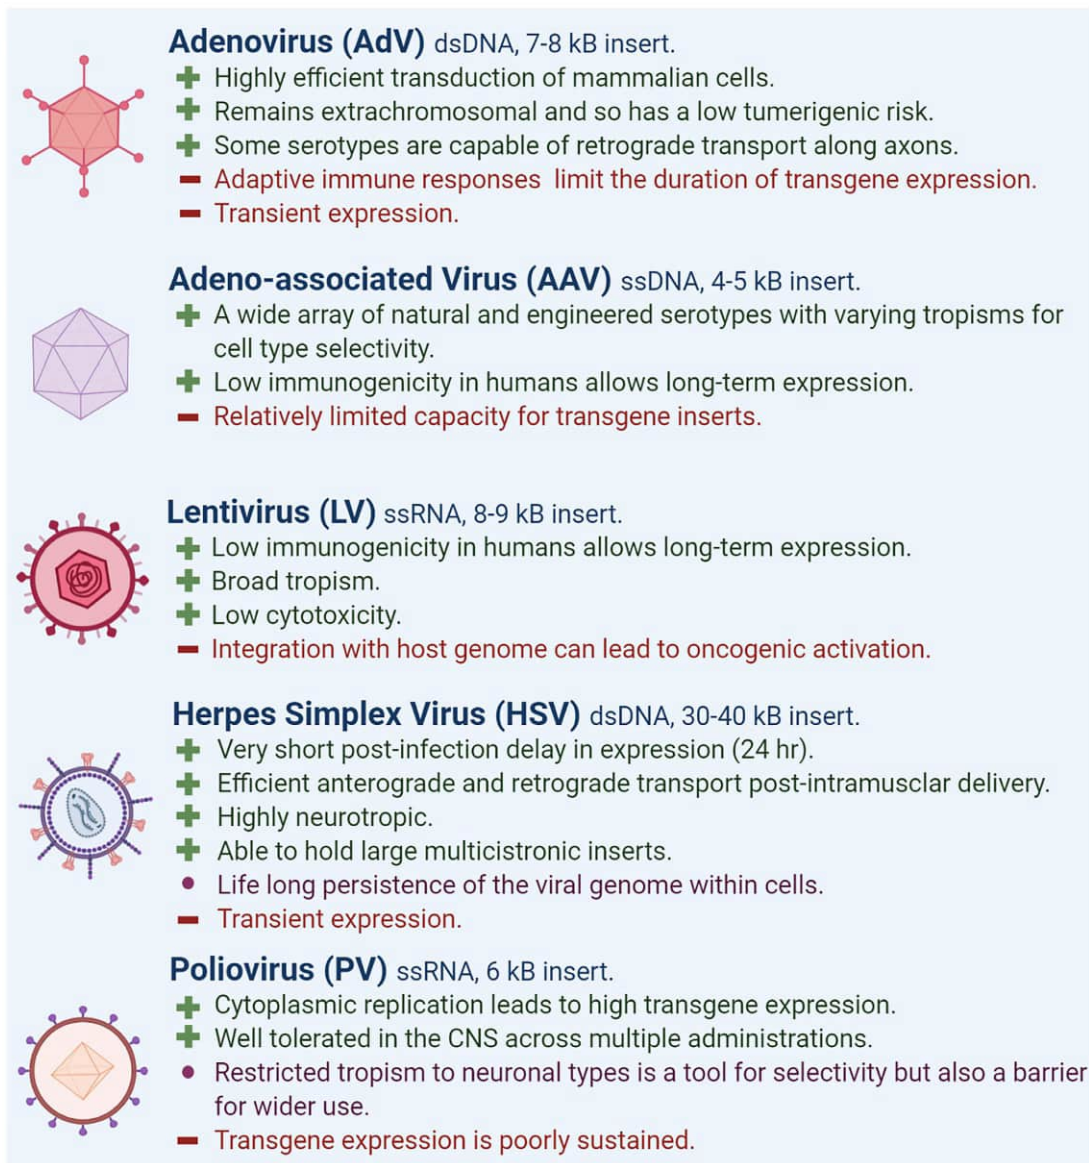 Adenovirus (AdV) dsDNA, 7-8 kB insert.
+ Highly efficient transduction of mammalian cells.
+ Remains extrachromosomal and so has a low tumerigenic risk.
+ Some serotypes are capable of retrograde transport along axons.
- Adaptive immune responses limit the duration of transgene expression.
- Transient expression.
Adeno-associated Virus (AAV) ssDNA, 4-5 kB insert.
+ A wide array of natural and engineered serotypes with varying tropisms for
cell type selectivity.
+ Low immunogenicity in humans allows long-term expression.
- Relatively limited capacity for transgene inserts.
Lentivirus (LV) ssRNA, 8-9 kB insert.
+ Low immunogenicity in humans allows long-term expression.
+ Broad tropism.
+ Low cytotoxicity.
- Integration with host genome can lead to oncogenic activation.
Herpes Simplex Virus (HSV) dsDNA, 30-40 kB insert.
+ Very short post-infection delay in expression (24 hr).
+ Efficient anterograde and retrograde transport post-intramusclar delivery.
+ Highly neurotropic.
+ Able to hold large multicistronic inserts.
• Life long persistence of the viral genome within cells.
- Transient expression.
Poliovirus (PV) ssRNA, 6 kB insert.
+ Cytoplasmic replication leads to high transgene expression.
+ Well tolerated in the CNS across multiple administrations.
• Restricted tropism to neuronal types is a tool for selectivity but also a barrier
for wider use.
- Transgene expression is poorly sustained.